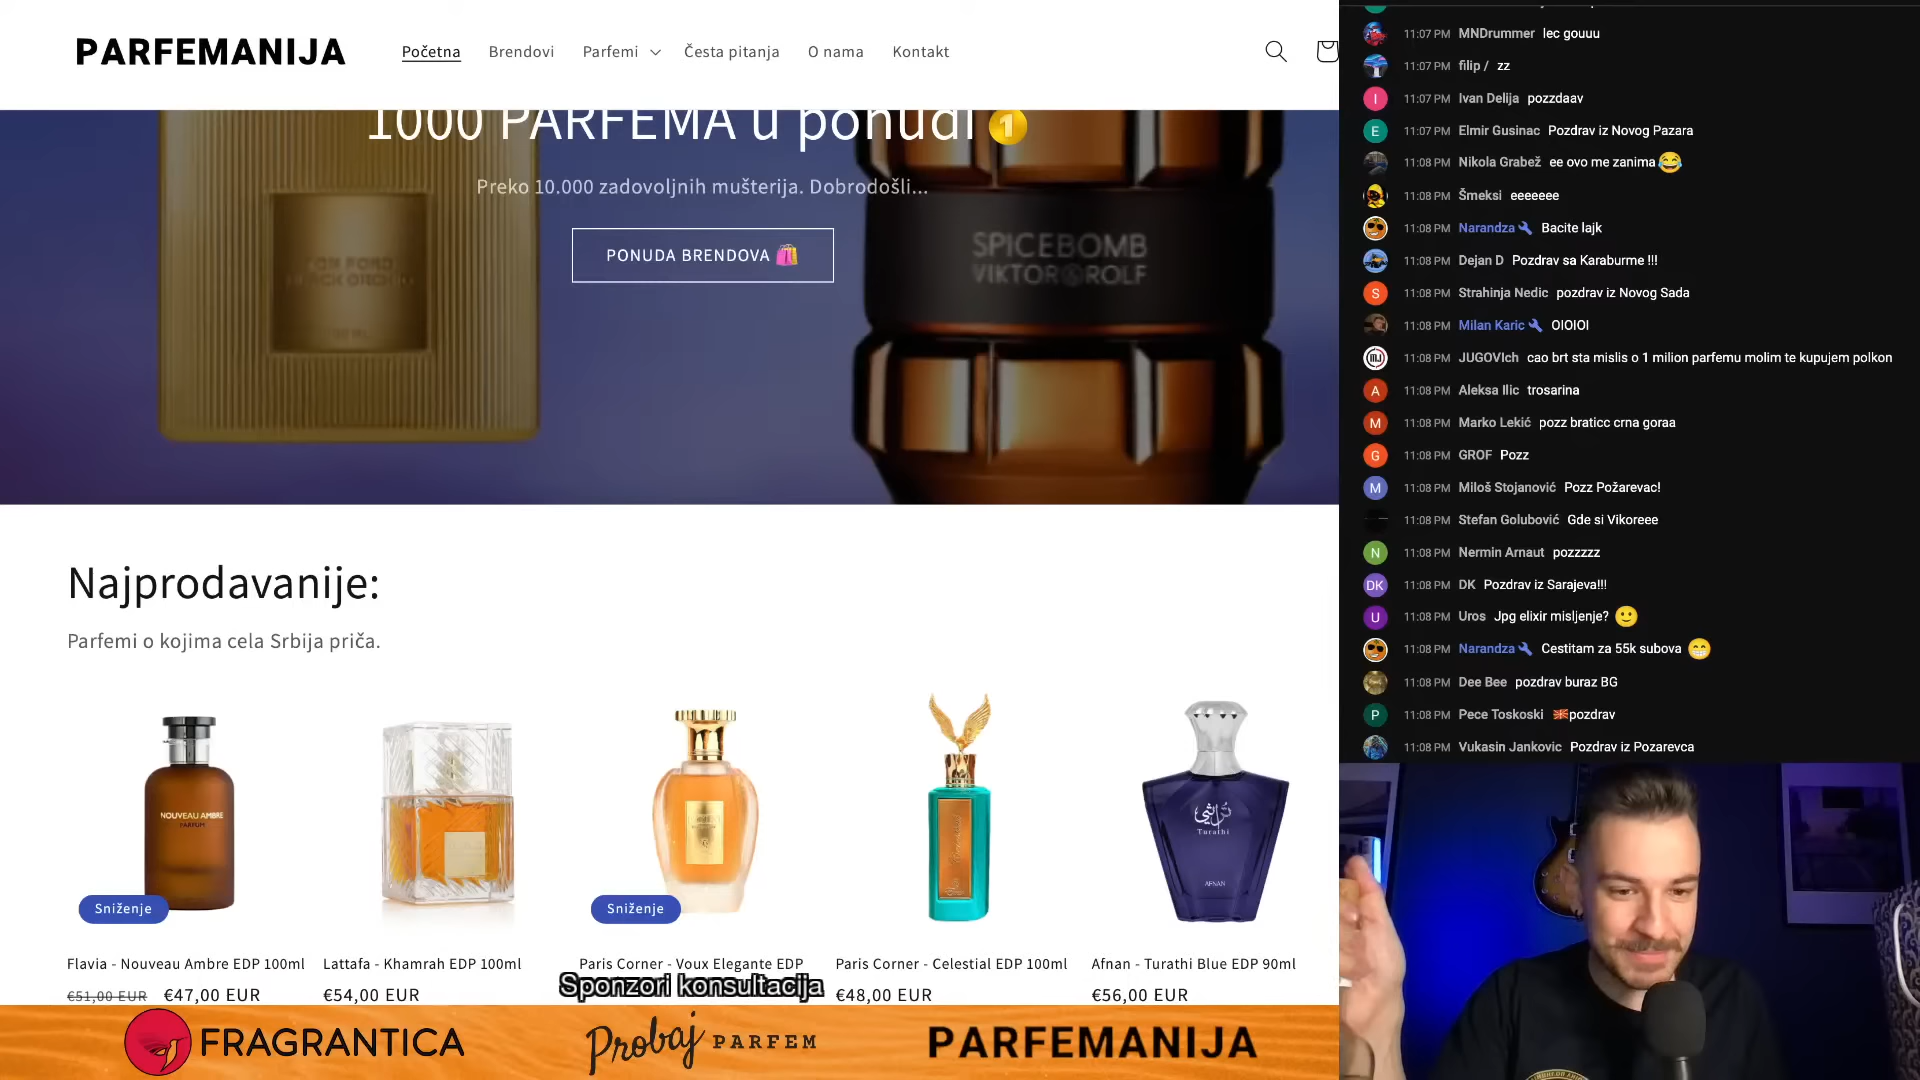 PARFEMANIJA
Početna
Brendovi
Parfemi
Česta pitanja
O nama
Kontakt
1000 PARFEMA u ponudi
Preko 10.000 zadovoljnih mušterija. Dobrodošli...
PONUDA BRENDOVA
SPICEBOMB
VIKTOR&ROLF
Najprodavanije:
Parfemi o kojima cela Srbija priča.
NOUVEAU AMBRE
PARFUM
Turathi
AFNAN
Sniženje
Sniženje
Flavia - Nouveau Ambre EDP 100ml
€51,00 EUR €47,00 EUR
Lattafa - Khamrah EDP 100ml
€54,00 EUR
Paris Corner - Voux Elegante EDP
Paris Corner - Celestial EDP 100ml
€48,00 EUR
Afnan - Turathi Blue EDP 90ml
€56,00 EUR
Sponzori konsultacija
FRAGRANTICA
Probaj PARFEM
PARFEMANIJA
11:07 PM MNDrummer lec gouuu
11:07 PM filip / zz
I 11:07 PM Ivan Delija pozzdaav
E 11:07 PM Elmir Gusinac Pozdrav iz Novog Pazara
11:08 PM Nikola Grabež ee ovo me zanima 😂
11:08 PM Šmeksi eeeeeee
11:08 PM Narandza Bacite lajk
11:08 PM Dejan D Pozdrav sa Karaburme !!!
S 11:08 PM Strahinja Nedic pozdrav iz Novog Sada
11:08 PM Milan Karic OIOIOI
11:08 PM JUGOVIch cao brt sta mislis o 1 milion parfemu molim te kupujem polkon
A 11:08 PM Aleksa Ilic trosarina
M 11:08 PM Marko Lekić pozz braticc crna goraa
G 11:08 PM GROF Pozz
M 11:08 PM Miloš Stojanović Pozz Požarevac!
11:08 PM Stefan Golubović Gde si Vikoreee
N 11:08 PM Nermin Arnaut pozzzzz
DK 11:08 PM DK Pozdrav iz Sarajeva!!!
U 11:08 PM Uros Jpg elixir misljenje? 🙂
11:08 PM Narandza Cestitam za 55k subova 😁
11:08 PM Dee Bee pozdrav buraz BG
P 11:08 PM Pece Toskoski 🇲🇰pozdrav
11:08 PM Vukasin Jankovic Pozdrav iz Pozarevca